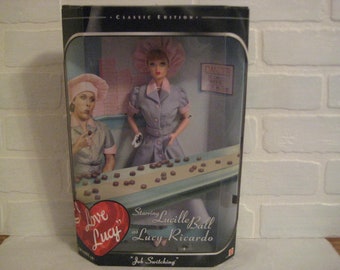 CLASSIC EDITION
I Love
Lucy
Starring Lucille Ball
as Lucy Ricardo
"Job Switching"